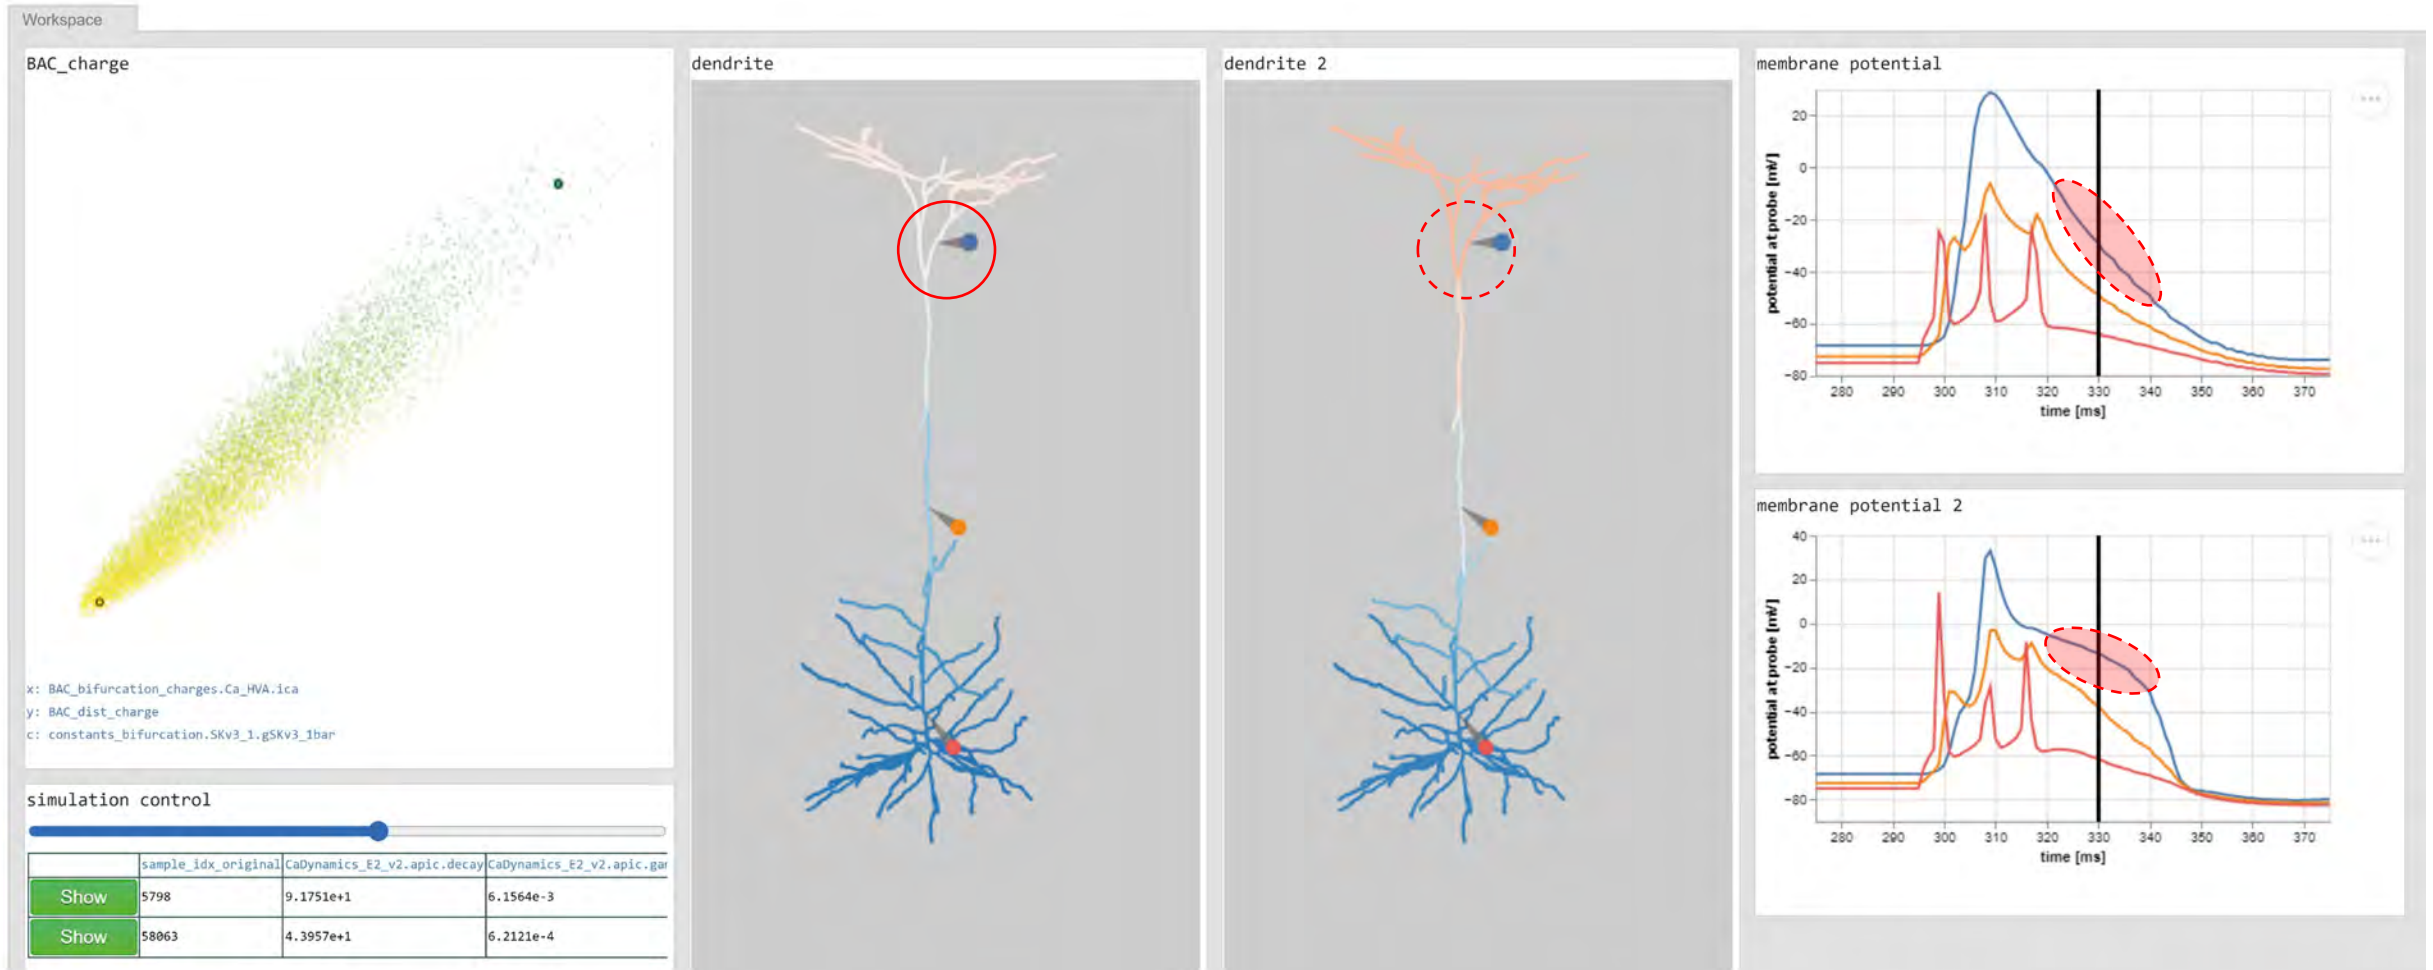 Workspace
BAC_charge
x: BAC_bifurcation_charges.Ca_HVA.ica
y: BAC_dist_charge
c: constants_bifurcation.SKv3_1.gSKv3_1bar
simulation control
sample_idx_original CaDynamics_E2_v2.apic.decay CaDynamics_E2_v2.apic.gam
Show 5798 9.1751e+1 6.1564e-3
Show 58063 4.3957e+1 6.2121e-4
dendrite
dendrite 2
membrane potential
potential at probe [mV]
20
0
−20
−40
−60
−80
280 290 300 310 320 330 340 350 360 370
time [ms]
membrane potential 2
potential at probe [mV]
40
20
0
−20
−40
−60
−80
280 290 300 310 320 330 340 350 360 370
time [ms]